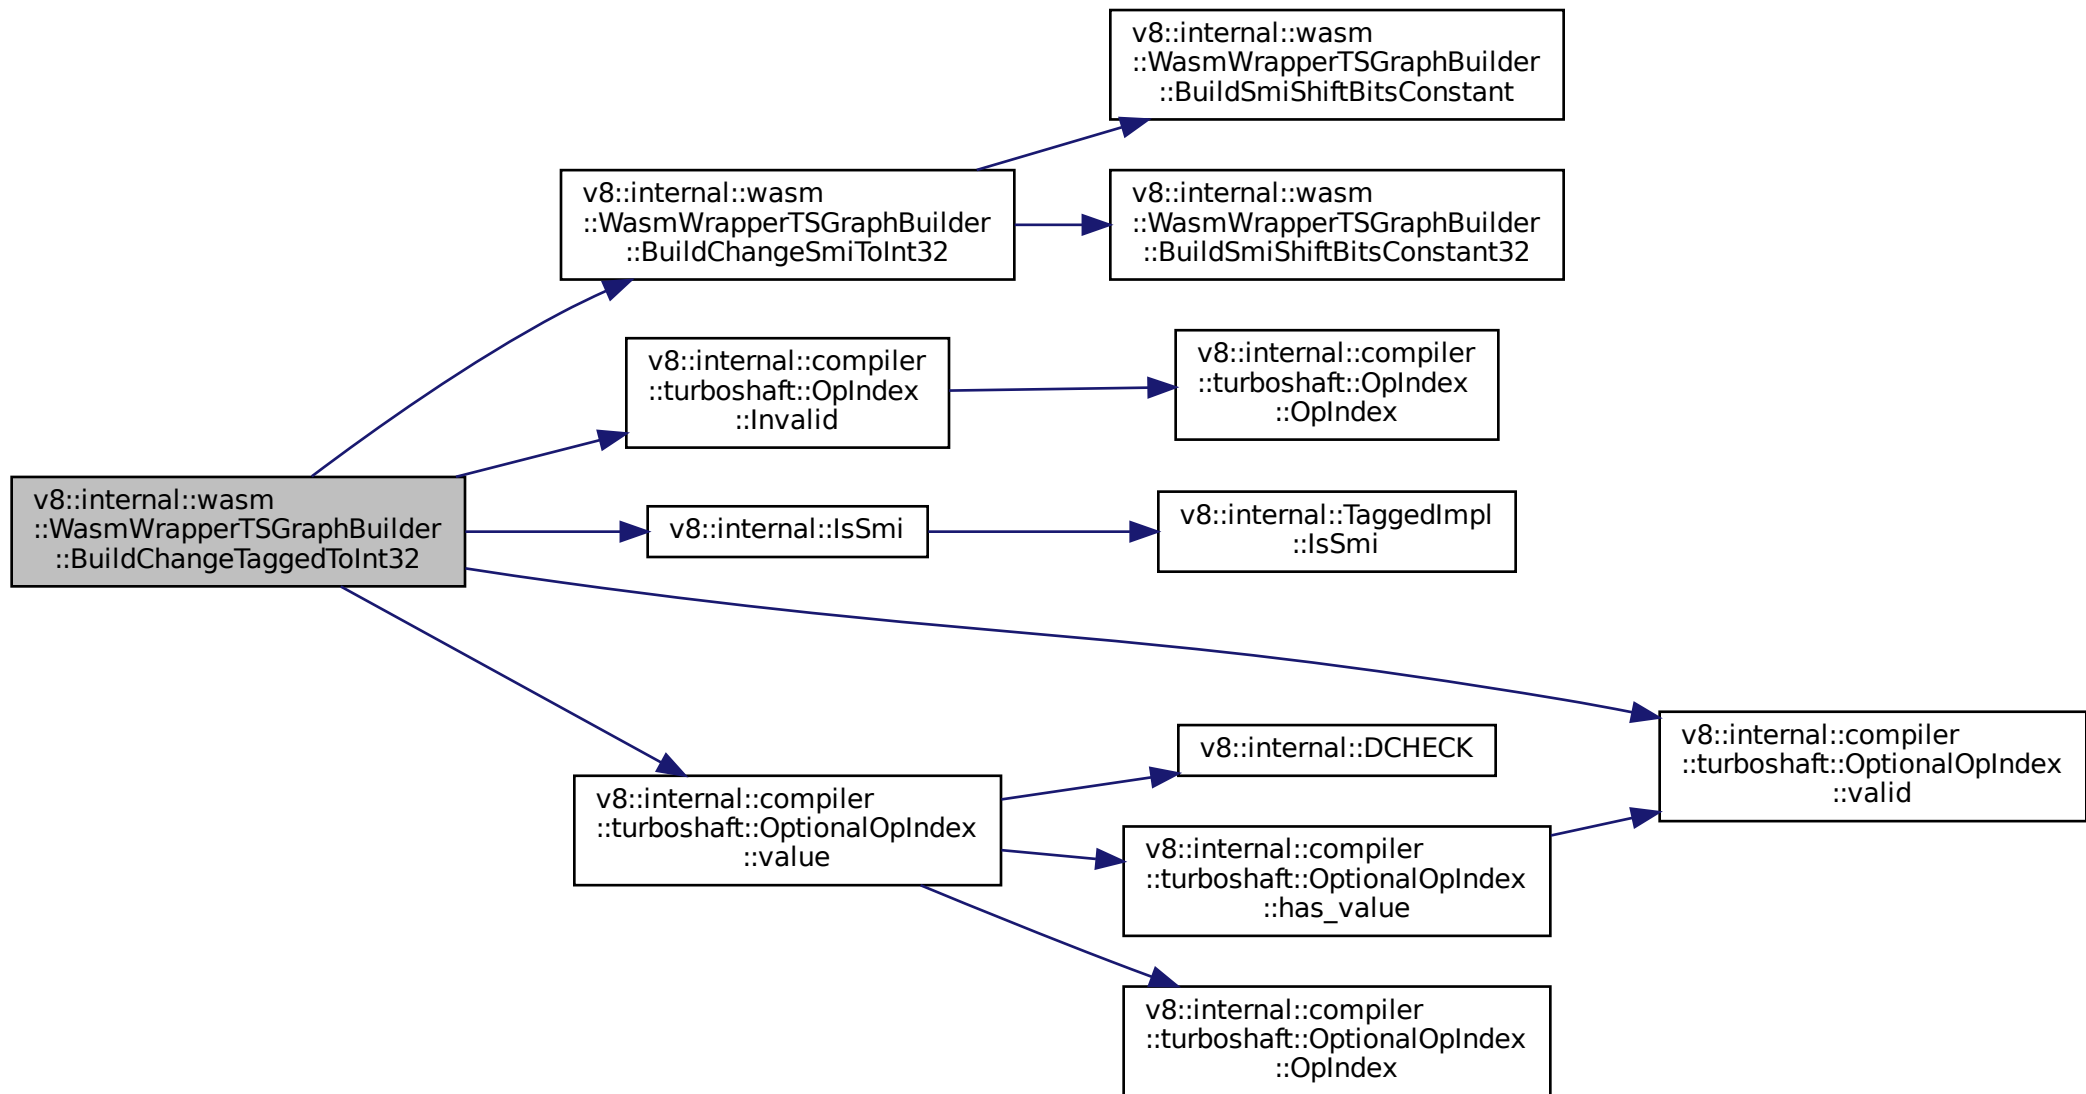 v8::internal::wasm
::WasmWrapperTSGraphBuilder
::BuildChangeTaggedToInt32
v8::internal::wasm
::WasmWrapperTSGraphBuilder
::BuildChangeSmiToInt32
v8::internal::wasm
::WasmWrapperTSGraphBuilder
::BuildSmiShiftBitsConstant
v8::internal::wasm
::WasmWrapperTSGraphBuilder
::BuildSmiShiftBitsConstant32
v8::internal::compiler
::turboshaft::OpIndex
::Invalid
v8::internal::compiler
::turboshaft::OpIndex
::OpIndex
v8::internal::IsSmi
v8::internal::TaggedImpl
::IsSmi
v8::internal::compiler
::turboshaft::OptionalOpIndex
::valid
v8::internal::compiler
::turboshaft::OptionalOpIndex
::value
v8::internal::DCHECK
v8::internal::compiler
::turboshaft::OptionalOpIndex
::has_value
v8::internal::compiler
::turboshaft::OptionalOpIndex
::OpIndex